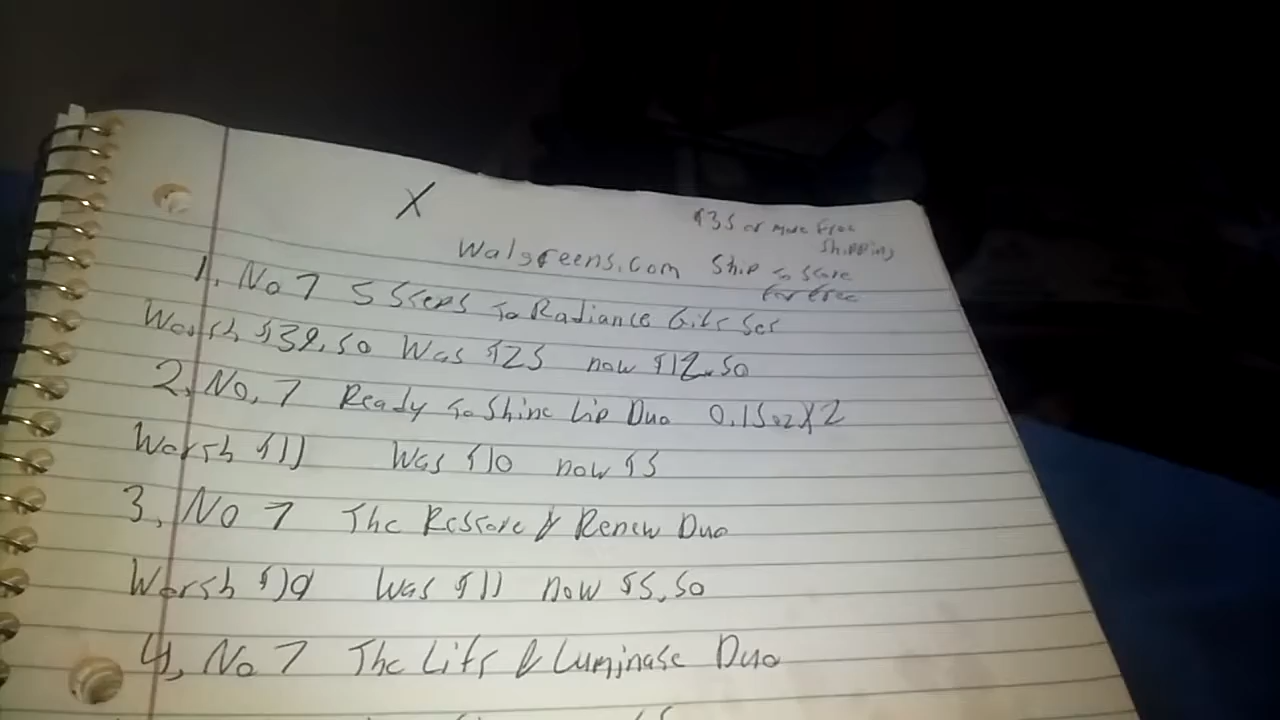 X
$35 or more free
Shipping
Walgreens.com Ship to store
for free
1. No 7 5 Steps To Radiance Gift Set
Worth $39.50 Was $25 now $12.50
2. No. 7 Ready To Shine Lip Duo 0.15oz X 2
Worth $11 Was $10 now $5
3. No 7 The Restore & Renew Duo
Worth $19 Was $11 now $5.50
4. No 7 The Lift & Luminate Duo